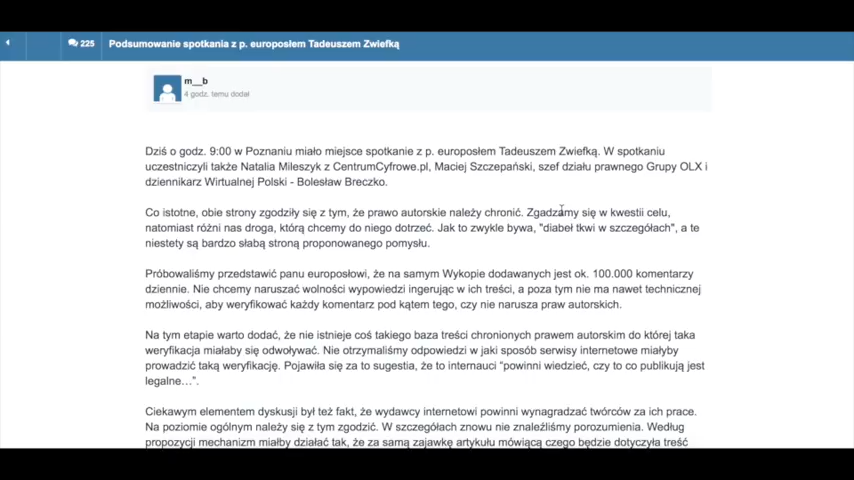 225 Podsumowanie spotkania z p. europosłem Tadeuszem Zwiefką
m__b
4 godz. temu dodał
Dziś o godz. 9:00 w Poznaniu miało miejsce spotkanie z p. europosłem Tadeuszem Zwiefką. W spotkaniu
uczestniczyli także Natalia Mileszyk z CentrumCyfrowe.pl, Maciej Szczepański, szef działu prawnego Grupy OLX i
dziennikarz Wirtualnej Polski - Bolesław Breczko.
Co istotne, obie strony zgodziły się z tym, że prawo autorskie należy chronić. Zgadzamy się w kwestii celu,
natomiast różni nas droga, którą chcemy do niego dotrzeć. Jak to zwykle bywa, "diabeł tkwi w szczegółach", a te
niestety są bardzo słabą stroną proponowanego pomysłu.
Próbowaliśmy przedstawić panu europosłowi, że na samym Wykopie dodawanych jest ok. 100.000 komentarzy
dziennie. Nie chcemy naruszać wolności wypowiedzi ingerując w ich treści, a poza tym nie ma nawet technicznej
możliwości, aby weryfikować każdy komentarz pod kątem tego, czy nie narusza praw autorskich.
Na tym etapie warto dodać, że nie istnieje coś takiego baza treści chronionych prawem autorskim do której taka
weryfikacja miałaby się odwoływać. Nie otrzymaliśmy odpowiedzi w jaki sposób serwisy internetowe miałyby
prowadzić taką weryfikację. Pojawiła się za to sugestia, że to internauci “powinni wiedzieć, czy to co publikują jest
legalne…”.
Ciekawym elementem dyskusji był też fakt, że wydawcy internetowi powinni wynagradzać twórców za ich prace.
Na poziomie ogólnym należy się z tym zgodzić. W szczegółach znowu nie znaleźliśmy porozumienia. Według
propozycji mechanizm miałby działać tak, że za samą zajawkę artykułu mówiącą czego będzie dotyczyła treść